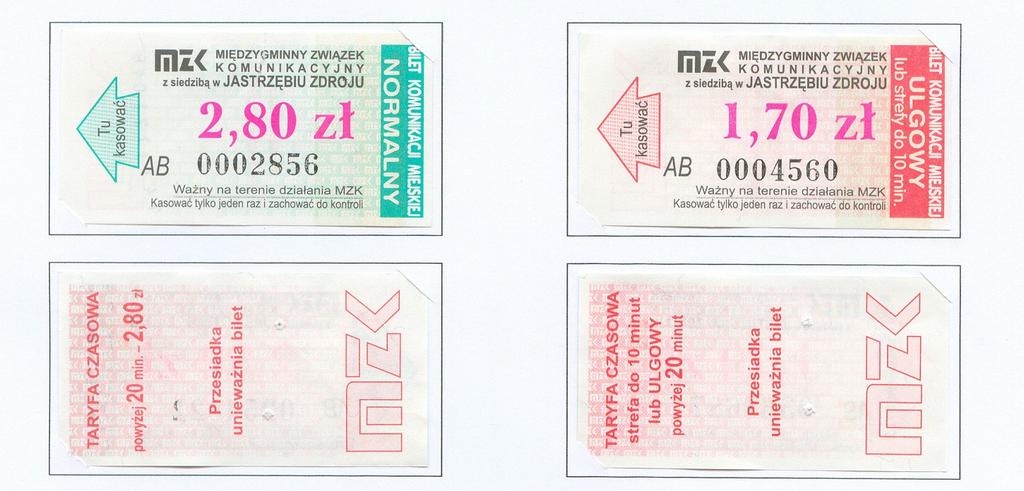 MZK MIĘDZYGMINNY ZWIĄZEK
KOMUNIKACYJNY
z siedzibą w JASTRZĘBIU ZDROJU
Tu
kasować
2,80 zł
AB 0002856
Ważny na terenie działania MZK
Kasować tylko jeden raz i zachować do kontroli
NORMALNY
BILET KOMUNIKACJI MIEJSKIEJ
MZK MIĘDZYGMINNY ZWIĄZEK
KOMUNIKACYJNY
z siedzibą w JASTRZĘBIU ZDROJU
Tu
kasować
1,70 zł
AB 0004560
Ważny na terenie działania MZK
Kasować tylko jeden raz i zachować do kontroli
BILET KOMUNIKACJI MIEJSKIEJ
ULGOWY
lub strefy do 10 min.
TARYFA CZASOWA
powyżej 20 min. - 2,80 zł
Przesiadka
unieważnia bilet
MZK
TARYFA CZASOWA
strefa do 10 minut
lub ULGOWY
powyżej 20 minut
Przesiadka
unieważnia bilet
MZK